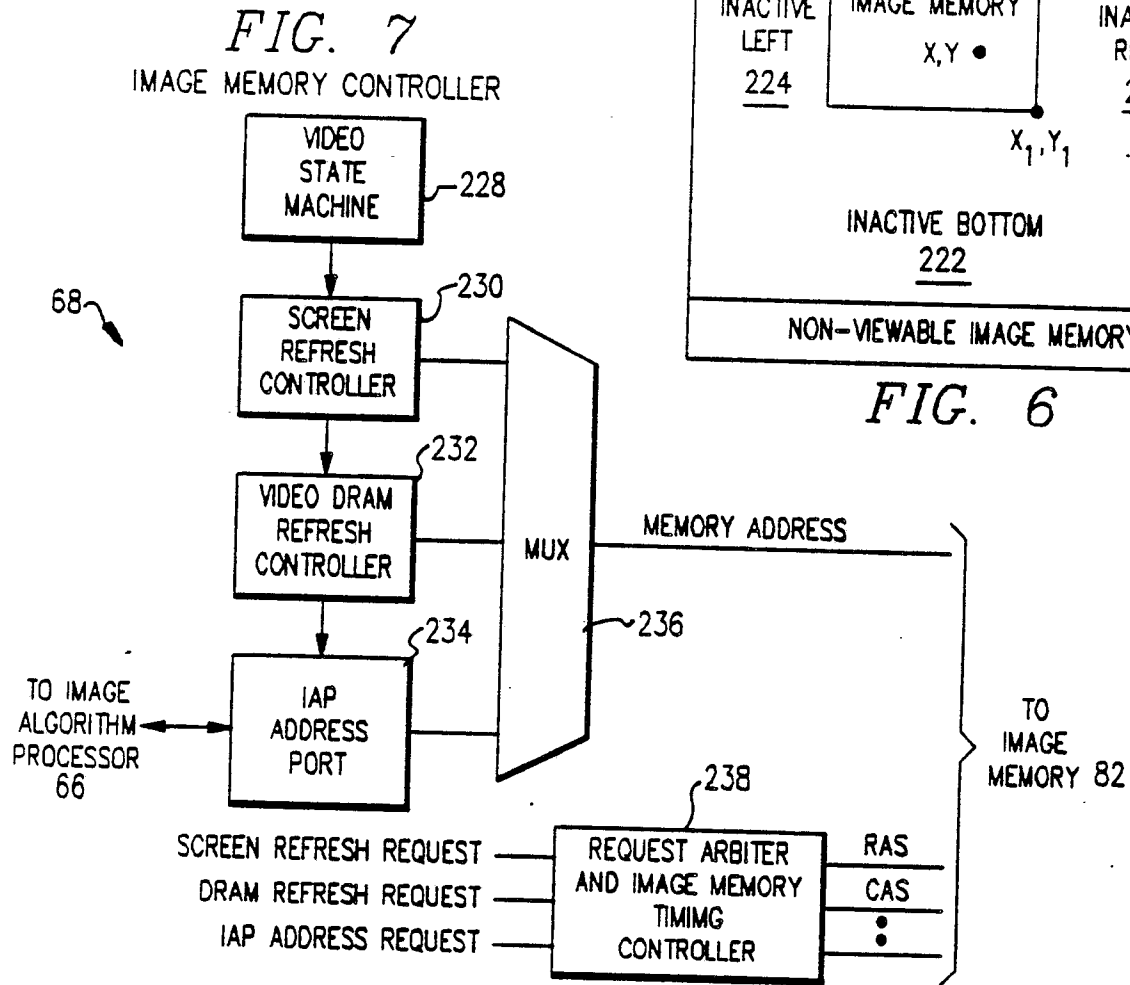 FIG. 7
IMAGE MEMORY CONTROLLER
VIDEO
STATE
MACHINE
228
68
230
SCREEN
REFRESH
CONTROLLER
232
VIDEO DRAM
REFRESH
CONTROLLER
234
IAP
ADDRESS
PORT
TO IMAGE
ALGORITHM
PROCESSOR
66
MUX
236
MEMORY ADDRESS
TO
IMAGE
MEMORY 82
238
SCREEN REFRESH REQUEST
DRAM REFRESH REQUEST
IAP ADDRESS REQUEST
REQUEST ARBITER
AND IMAGE MEMORY
TIMIMG
CONTROLLER
RAS
CAS
INACTIVE
LEFT
224
IMAGE MEMORY
X,Y
X1,Y1
INACTIVE BOTTOM
222
NON-VIEWABLE IMAGE MEMORY
FIG. 6